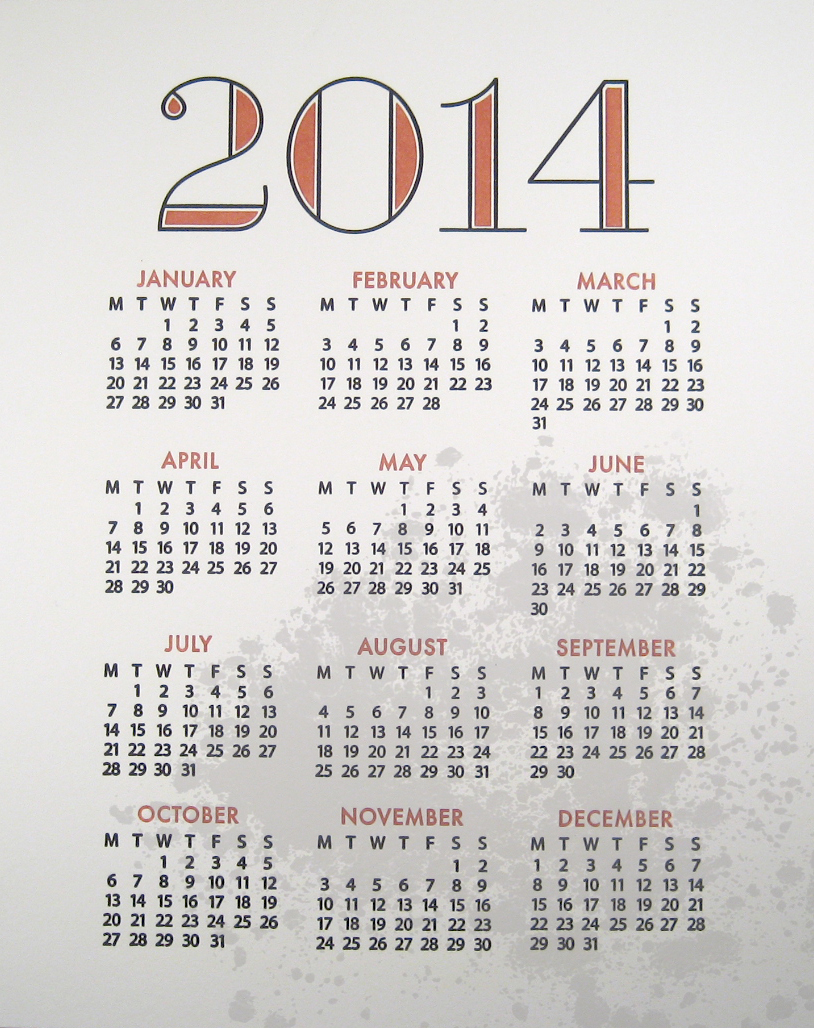 2014
JANUARY
M T W T F S S
1 2 3 4 5
6 7 8 9 10 11 12
13 14 15 16 17 18 19
20 21 22 23 24 25 26
27 28 29 30 31
FEBRUARY
M T W T F S S
1 2
3 4 5 6 7 8 9
10 11 12 13 14 15 16
17 18 19 20 21 22 23
24 25 26 27 28
MARCH
M T W T F S S
1 2
3 4 5 6 7 8 9
10 11 12 13 14 15 16
17 18 19 20 21 22 23
24 25 26 27 28 29 30
31
APRIL
M T W T F S S
1 2 3 4 5 6
7 8 9 10 11 12 13
14 15 16 17 18 19 20
21 22 23 24 25 26 27
28 29 30
MAY
M T W T F S S
1 2 3 4
5 6 7 8 9 10 11
12 13 14 15 16 17 18
19 20 21 22 23 24 25
26 27 28 29 30 31
JUNE
M T W T F S S
1
2 3 4 5 6 7 8
9 10 11 12 13 14 15
16 17 18 19 20 21 22
23 24 25 26 27 28 29
30
JULY
M T W T F S S
1 2 3 4 5 6
7 8 9 10 11 12 13
14 15 16 17 18 19 20
21 22 23 24 25 26 27
28 29 30 31
AUGUST
M T W T F S S
1 2 3
4 5 6 7 8 9 10
11 12 13 14 15 16 17
18 19 20 21 22 23 24
25 26 27 28 29 30 31
SEPTEMBER
M T W T F S S
1 2 3 4 5 6 7
8 9 10 11 12 13 14
15 16 17 18 19 20 21
22 23 24 25 26 27 28
29 30
OCTOBER
M T W T F S S
1 2 3 4 5
6 7 8 9 10 11 12
13 14 15 16 17 18 19
20 21 22 23 24 25 26
27 28 29 30 31
NOVEMBER
M T W T F S S
1 2
3 4 5 6 7 8 9
10 11 12 13 14 15 16
17 18 19 20 21 22 23
24 25 26 27 28 29 30
DECEMBER
M T W T F S S
1 2 3 4 5 6 7
8 9 10 11 12 13 14
15 16 17 18 19 20 21
22 23 24 25 26 27 28
29 30 31